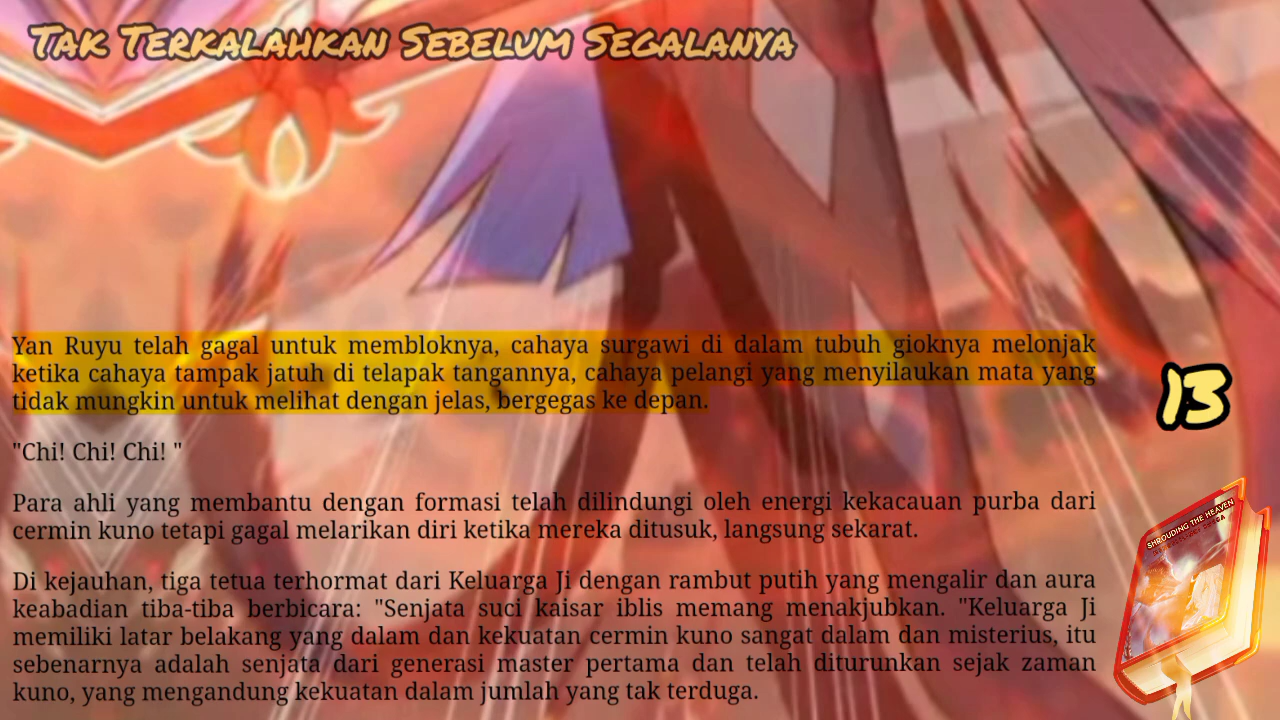 Tak Terkalahkan Sebelum Segalanya
Yan Ruyu telah gagal untuk membloknya, cahaya surgawi di dalam tubuh gioknya melonjak
ketika cahaya tampak jatuh di telapak tangannya, cahaya pelangi yang menyilaukan mata yang
tidak mungkin untuk melihat dengan jelas, bergegas ke depan.
"Chi! Chi! Chi! "
Para ahli yang membantu dengan formasi telah dilindungi oleh energi kekacauan purba dari
cermin kuno tetapi gagal melarikan diri ketika mereka ditusuk, langsung sekarat.
Di kejauhan, tiga tetua terhormat dari Keluarga Ji dengan rambut putih yang mengalir dan aura
keabadian tiba-tiba berbicara: "Senjata suci kaisar iblis memang menakjubkan. "Keluarga Ji
memiliki latar belakang yang dalam dan kekuatan cermin kuno sangat dalam dan misterius, itu
sebenarnya adalah senjata dari generasi master pertama dan telah diturunkan sejak zaman
kuno, yang mengandung kekuatan dalam jumlah yang tak terduga.
13
SHROUDING THE HEAVEN